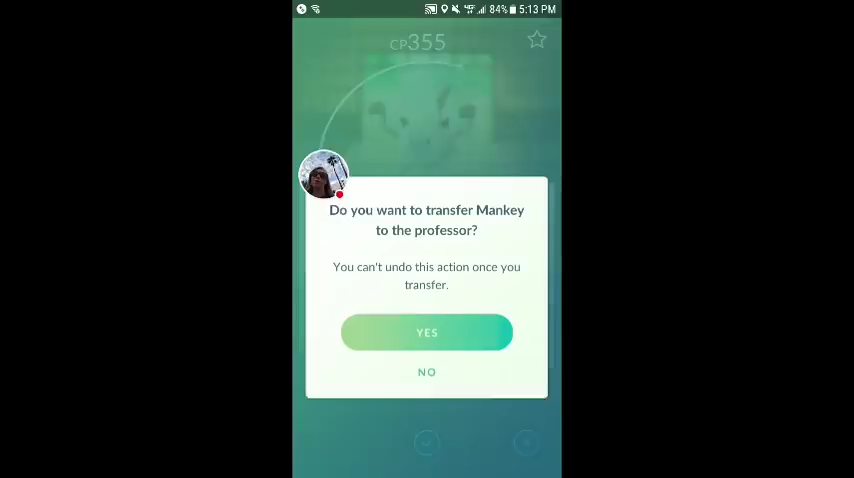 84% 5:13 PM
CP355
Do you want to transfer Mankey
to the professor?
You can't undo this action once you
transfer.
YES
NO